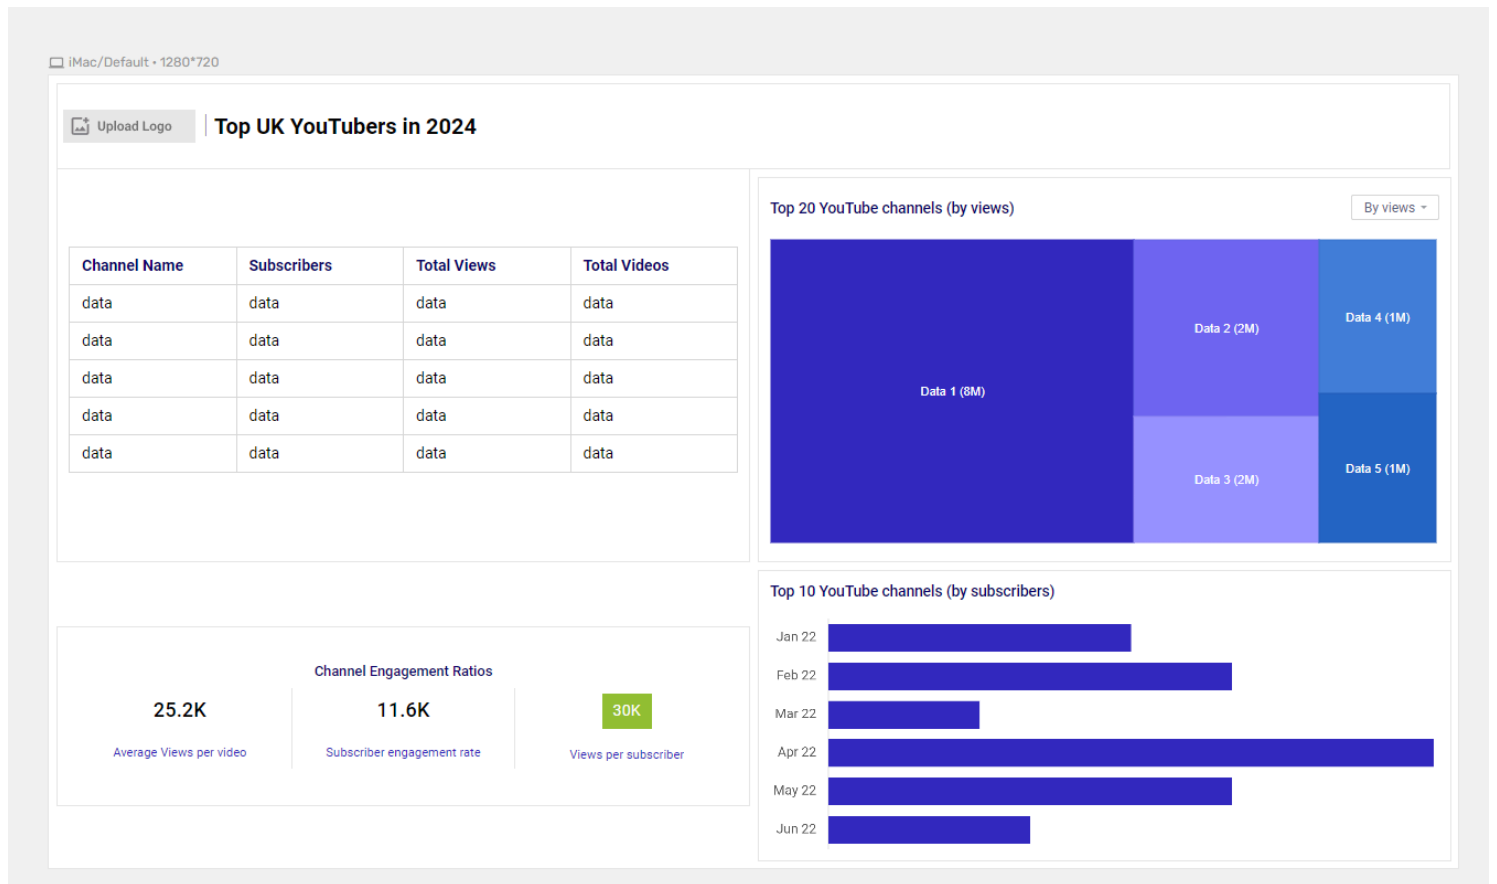 iMac/Default • 1280*720
Upload Logo
Top UK YouTubers in 2024
Channel Name Subscribers Total Views Total Videos
data data data data
data data data data
data data data data
data data data data
data data data data
Top 20 YouTube channels (by views)
By views
Data 1 (8M)
Data 2 (2M)
Data 3 (2M)
Data 4 (1M)
Data 5 (1M)
Channel Engagement Ratios
25.2K 11.6K 30K
Average Views per video Subscriber engagement rate Views per subscriber
Top 10 YouTube channels (by subscribers)
Jan 22
Feb 22
Mar 22
Apr 22
May 22
Jun 22